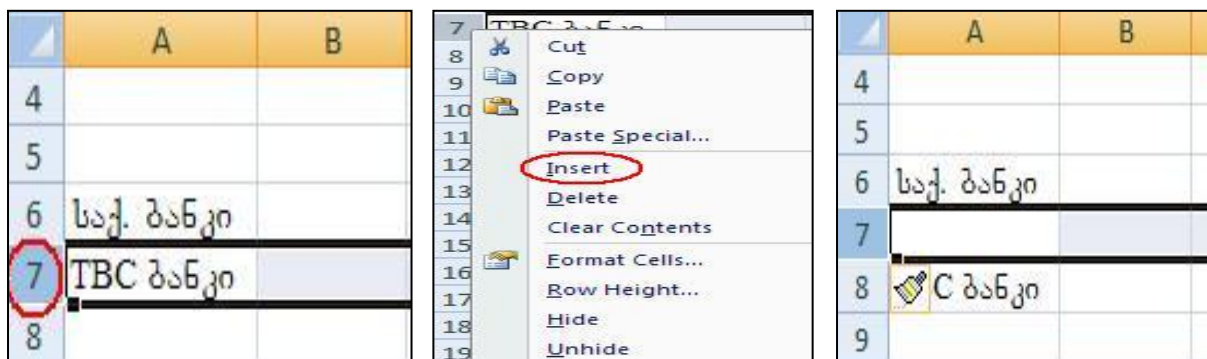 A B
4
5
6 საქ. ბანკი
7 TBC ბანკი
8
7 TBC ბანკი
8 Cut
9 Copy
10 Paste
11 Paste Special...
12 Insert
13 Delete
14 Clear Contents
15
16 Format Cells...
17 Row Height...
18 Hide
19 Unhide
A B
4
5
6 საქ. ბანკი
7
8 C ბანკი
9